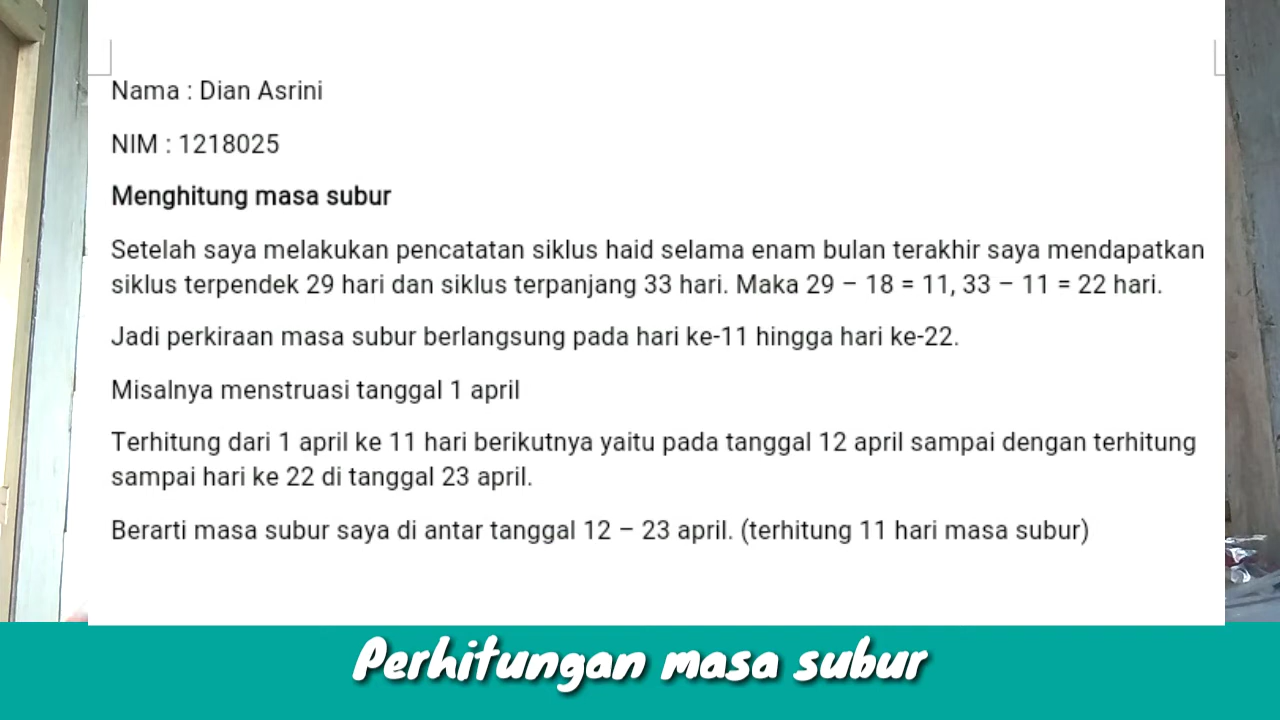 Nama : Dian Asrini
NIM : 1218025
Menghitung masa subur
Setelah saya melakukan pencatatan siklus haid selama enam bulan terakhir saya mendapatkan
siklus terpendek 29 hari dan siklus terpanjang 33 hari. Maka 29 – 18 = 11, 33 – 11 = 22 hari.
Jadi perkiraan masa subur berlangsung pada hari ke-11 hingga hari ke-22.
Misalnya menstruasi tanggal 1 april
Terhitung dari 1 april ke 11 hari berikutnya yaitu pada tanggal 12 april sampai dengan terhitung
sampai hari ke 22 di tanggal 23 april.
Berarti masa subur saya di antar tanggal 12 – 23 april. (terhitung 11 hari masa subur)
Perhitungan masa subur